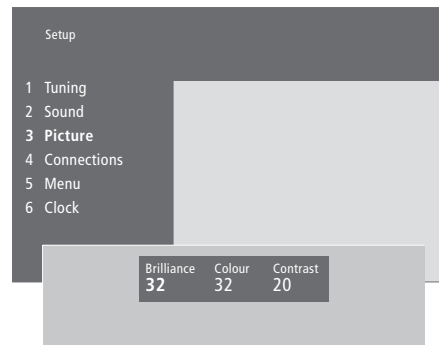 Setup
1 Tuning
2 Sound
3 Picture
4 Connections
5 Menu
6 Clock
Brilliance Colour Contrast
32 32 20